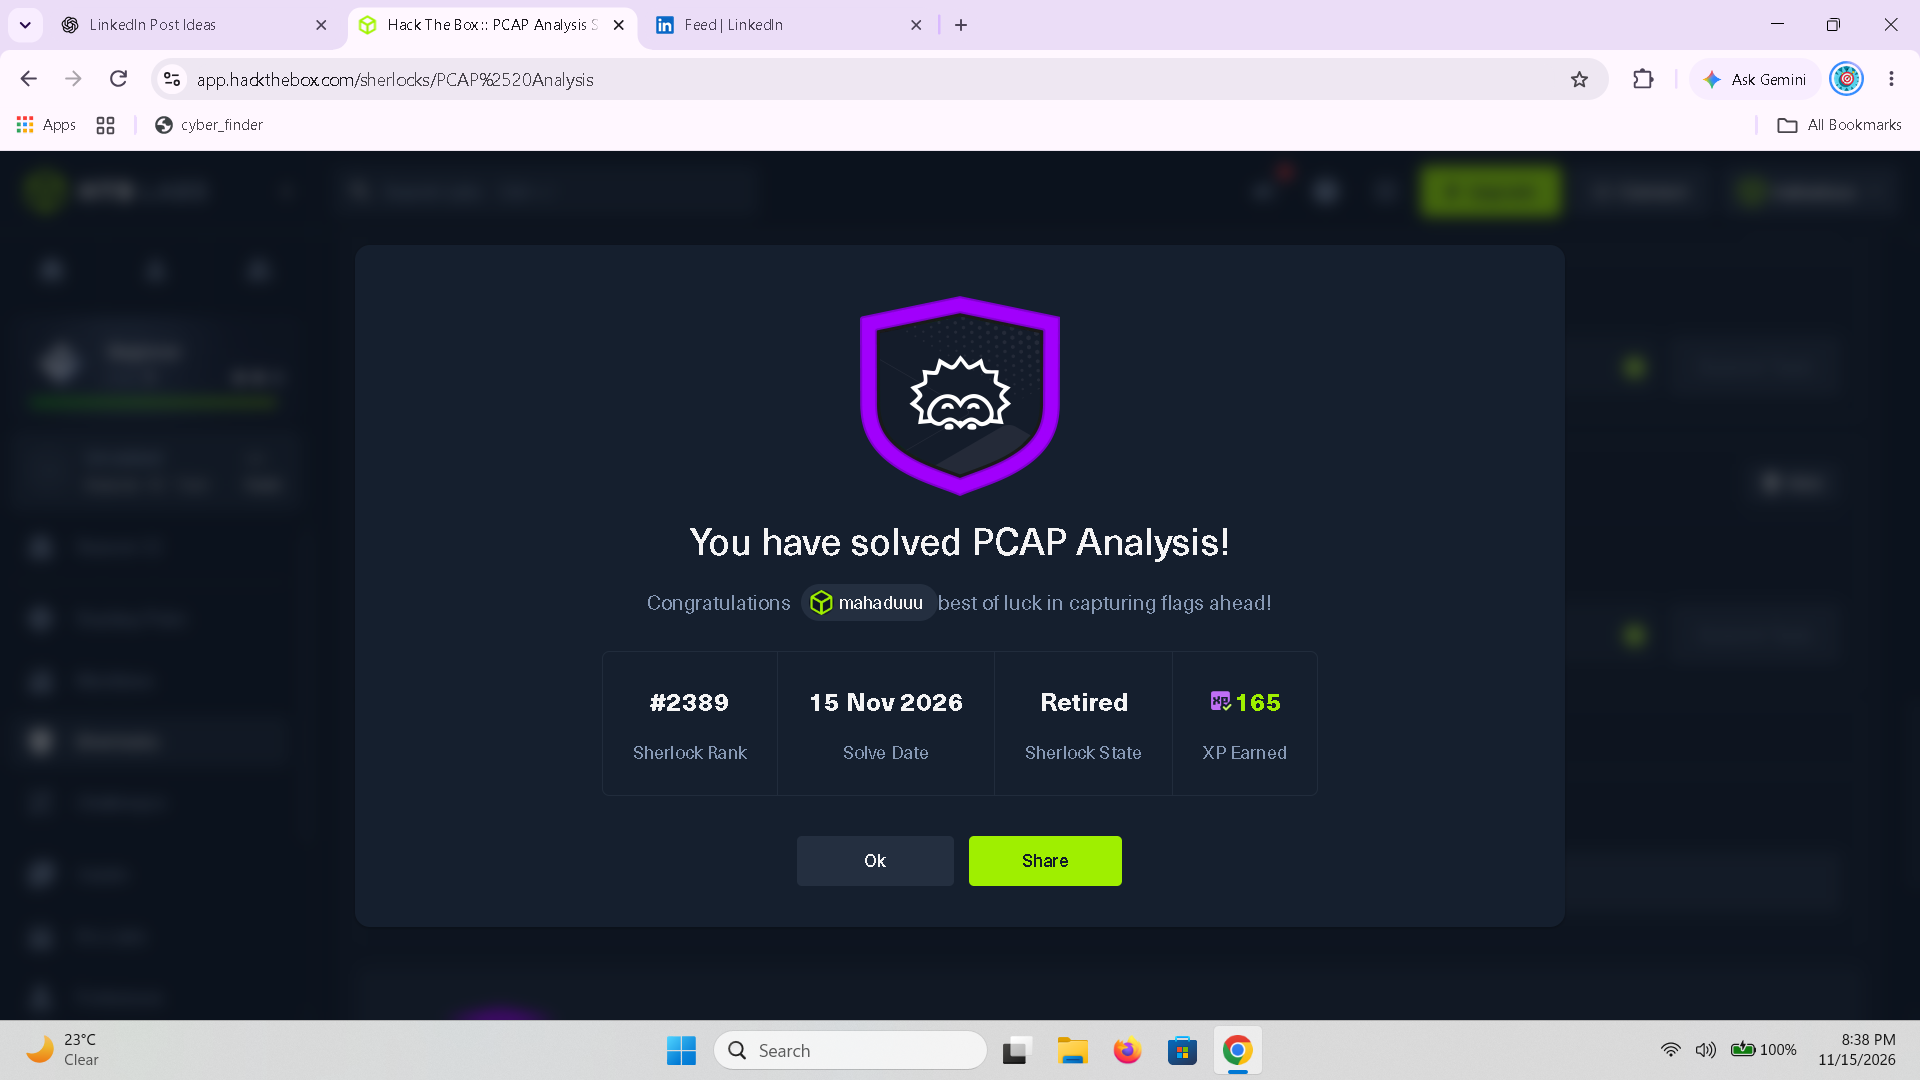 LinkedIn Post Ideas
Hack The Box :: PCAP Analysis S
Feed | LinkedIn
app.hackthebox.com/sherlocks/PCAP%2520Analysis
Ask Gemini
Apps
cyber_finder
All Bookmarks
You have solved PCAP Analysis!
Congratulations mahaduuu best of luck in capturing flags ahead!
#2389
15 Nov 2026
Retired
XP 165
Sherlock Rank
Solve Date
Sherlock State
XP Earned
Ok
Share
23°C
Clear
Search
100%
8:38 PM
11/15/2026